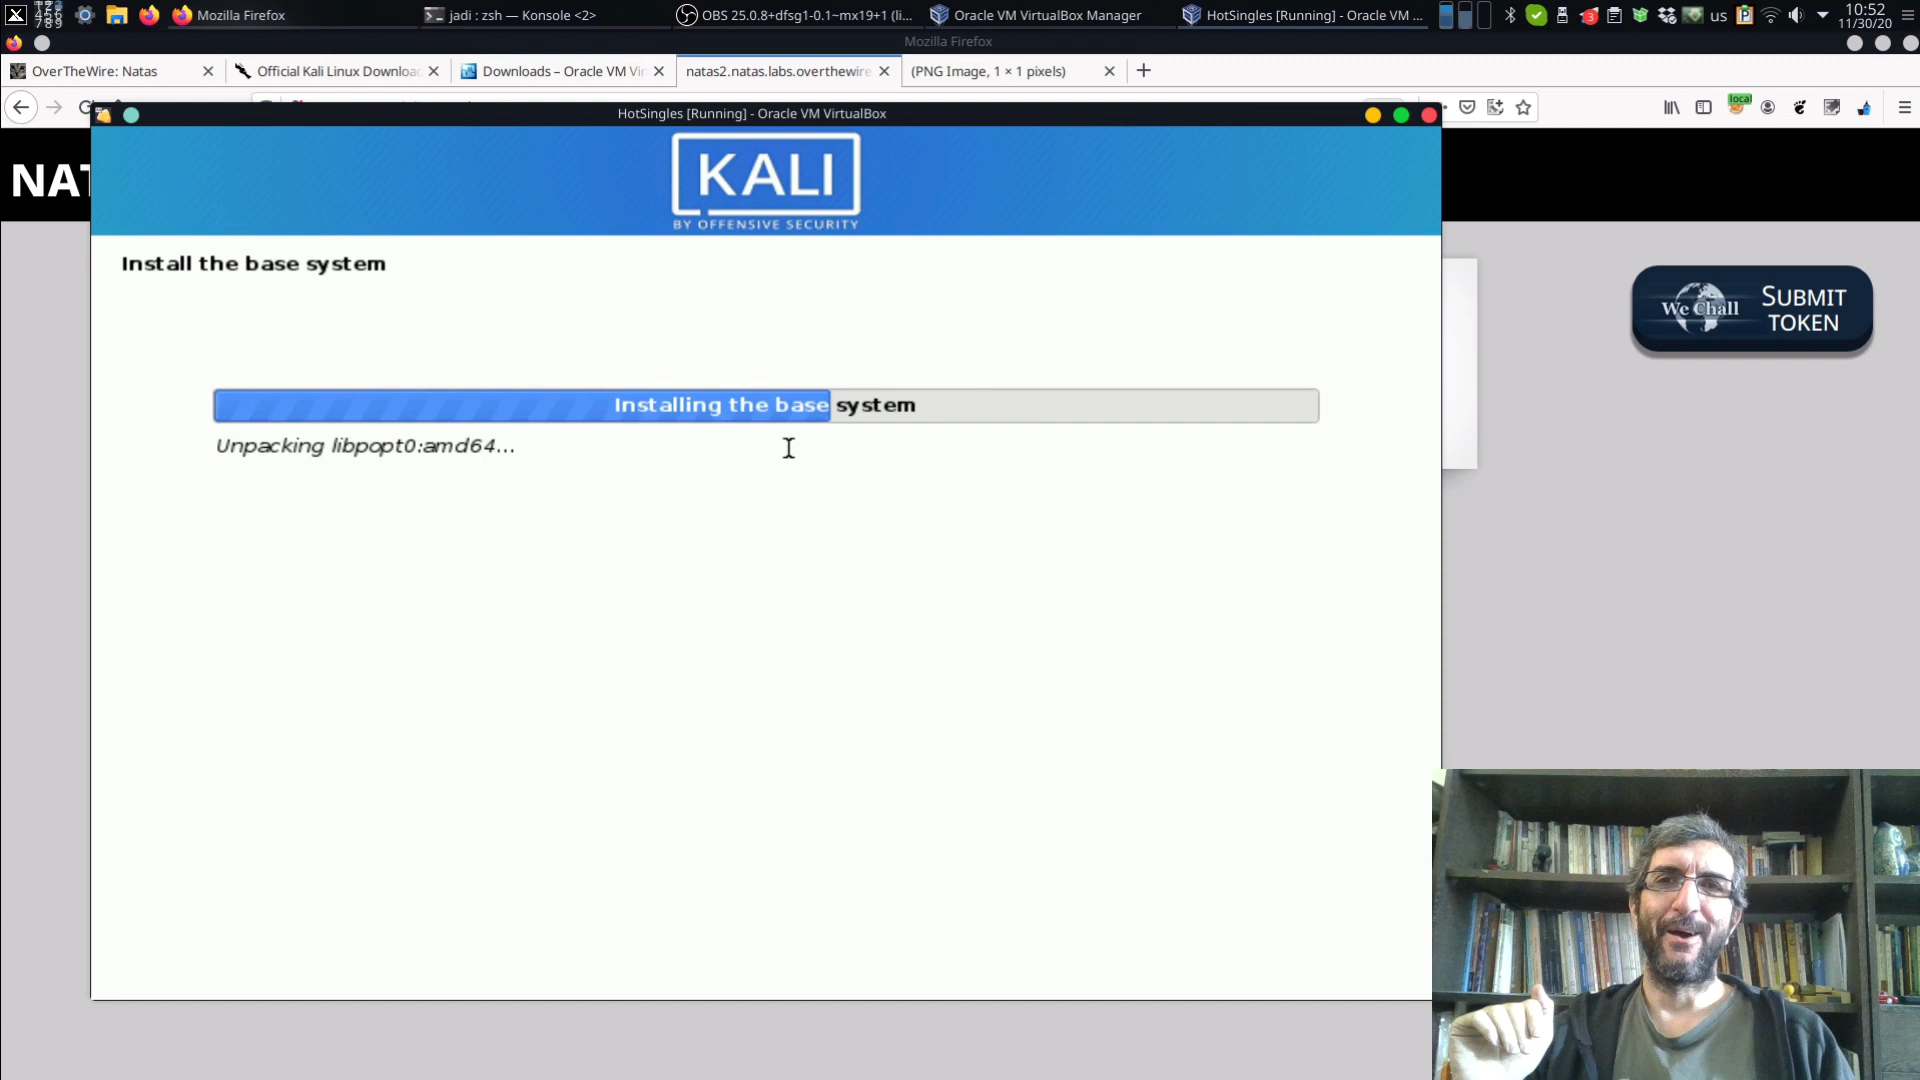 Mozilla Firefox
jadi : zsh — Konsole <2>
OBS 25.0.8+dfsg1-0.1~mx19+1 (li...
Oracle VM VirtualBox Manager
HotSingles [Running] - Oracle VM ...
3
us
10:52
11/30/20
Mozilla Firefox
OverTheWire: Natas
Official Kali Linux Downloa
Downloads – Oracle VM Vir
natas2.natas.labs.overthewire
(PNG Image, 1 × 1 pixels)
local
HotSingles [Running] - Oracle VM VirtualBox
NAT
KALI
BY OFFENSIVE SECURITY
Install the base system
We Chall
SUBMIT
TOKEN
Installing the base system
Unpacking libpopt0:amd64...